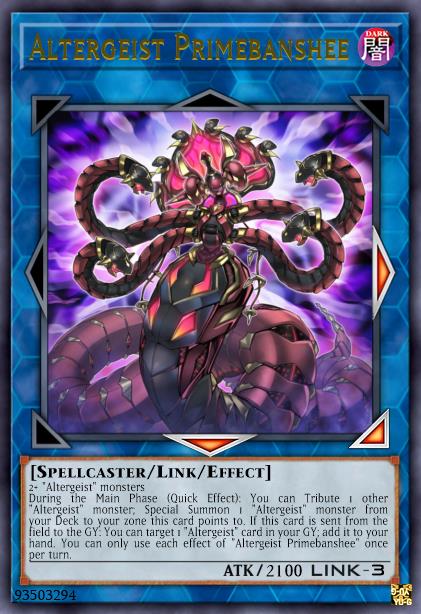 ALTERGEIST PRIMEBANSHEE
DARK
闇
[SPELLCASTER/LINK/EFFECT]
2+ "Altergeist" monsters
During the Main Phase (Quick Effect): You can Tribute 1 other
"Altergeist" monster; Special Summon 1 "Altergeist" monster from
your Deck to your zone this card points to. If this card is sent from the
field to the GY: You can target 1 "Altergeist" card in your GY; add it to your
hand. You can only use each effect of "Altergeist Primebanshee" once
per turn.
ATK/2100 LINK-3
93503294